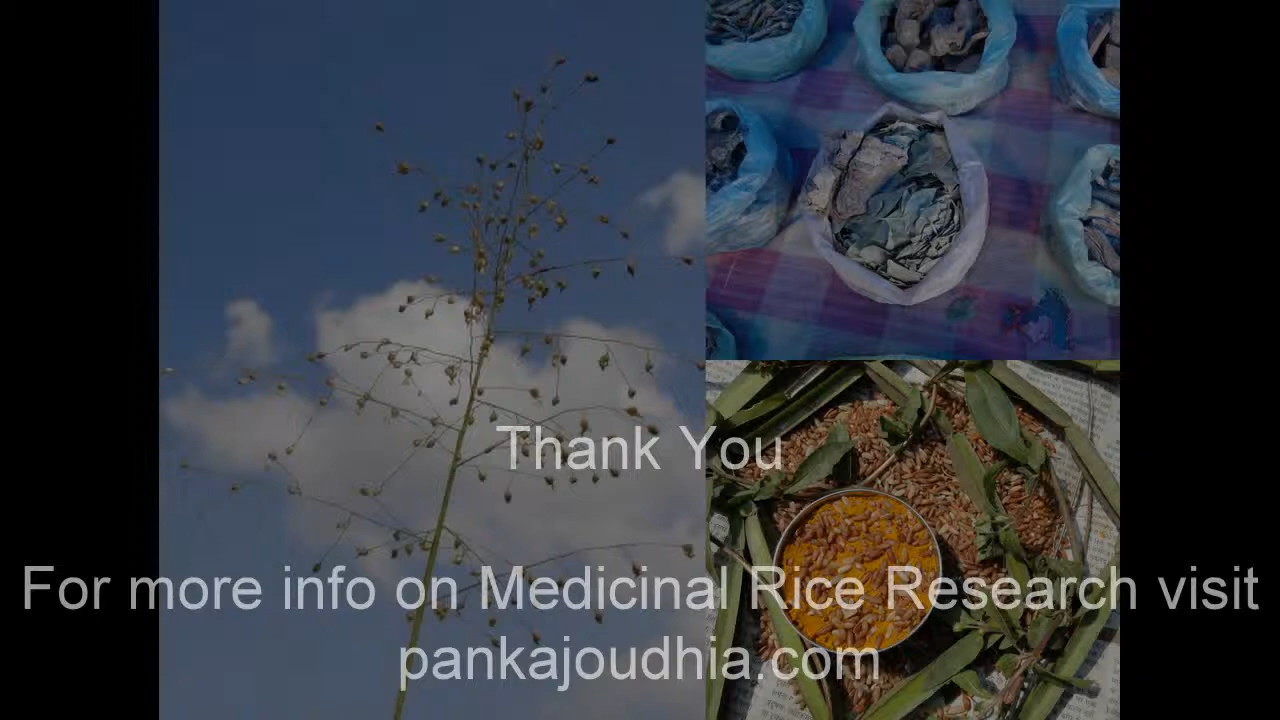 Thank You
For more info on Medicinal Rice Research visit
pankajoudhia.com